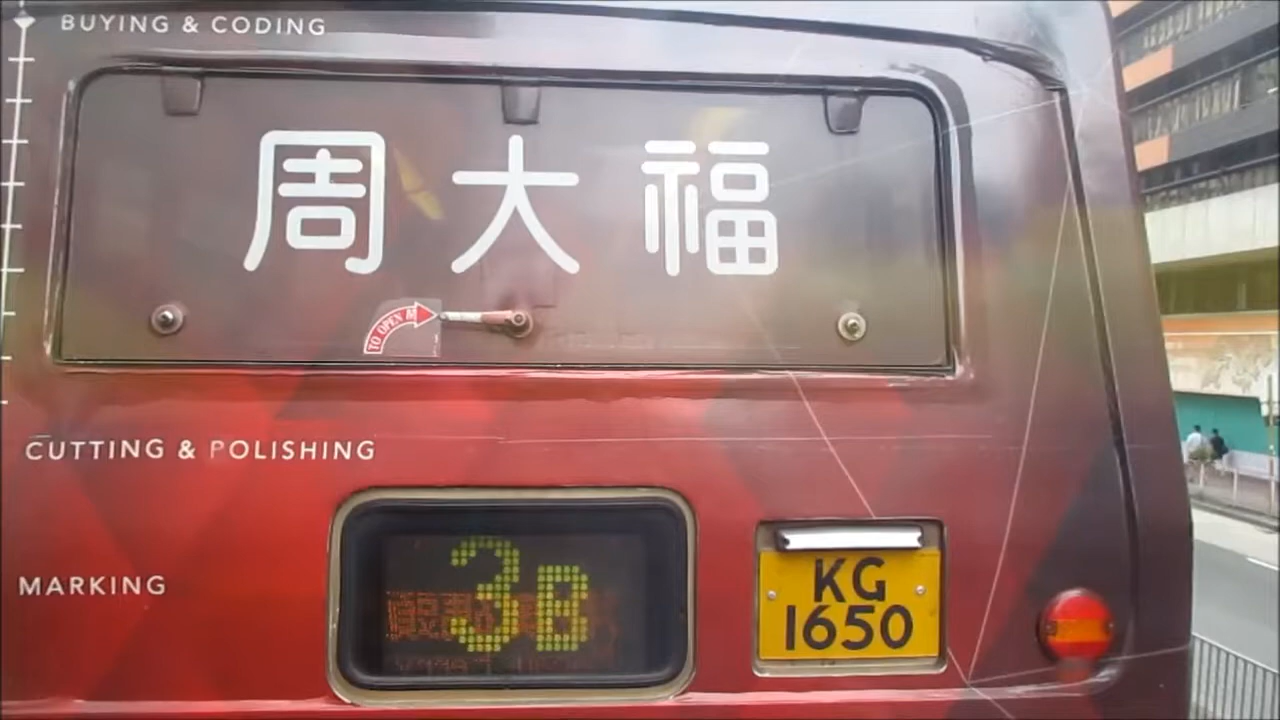 BUYING & CODING
周大福
TO OPEN
CUTTING & POLISHING
MARKING
3B
KG
1650